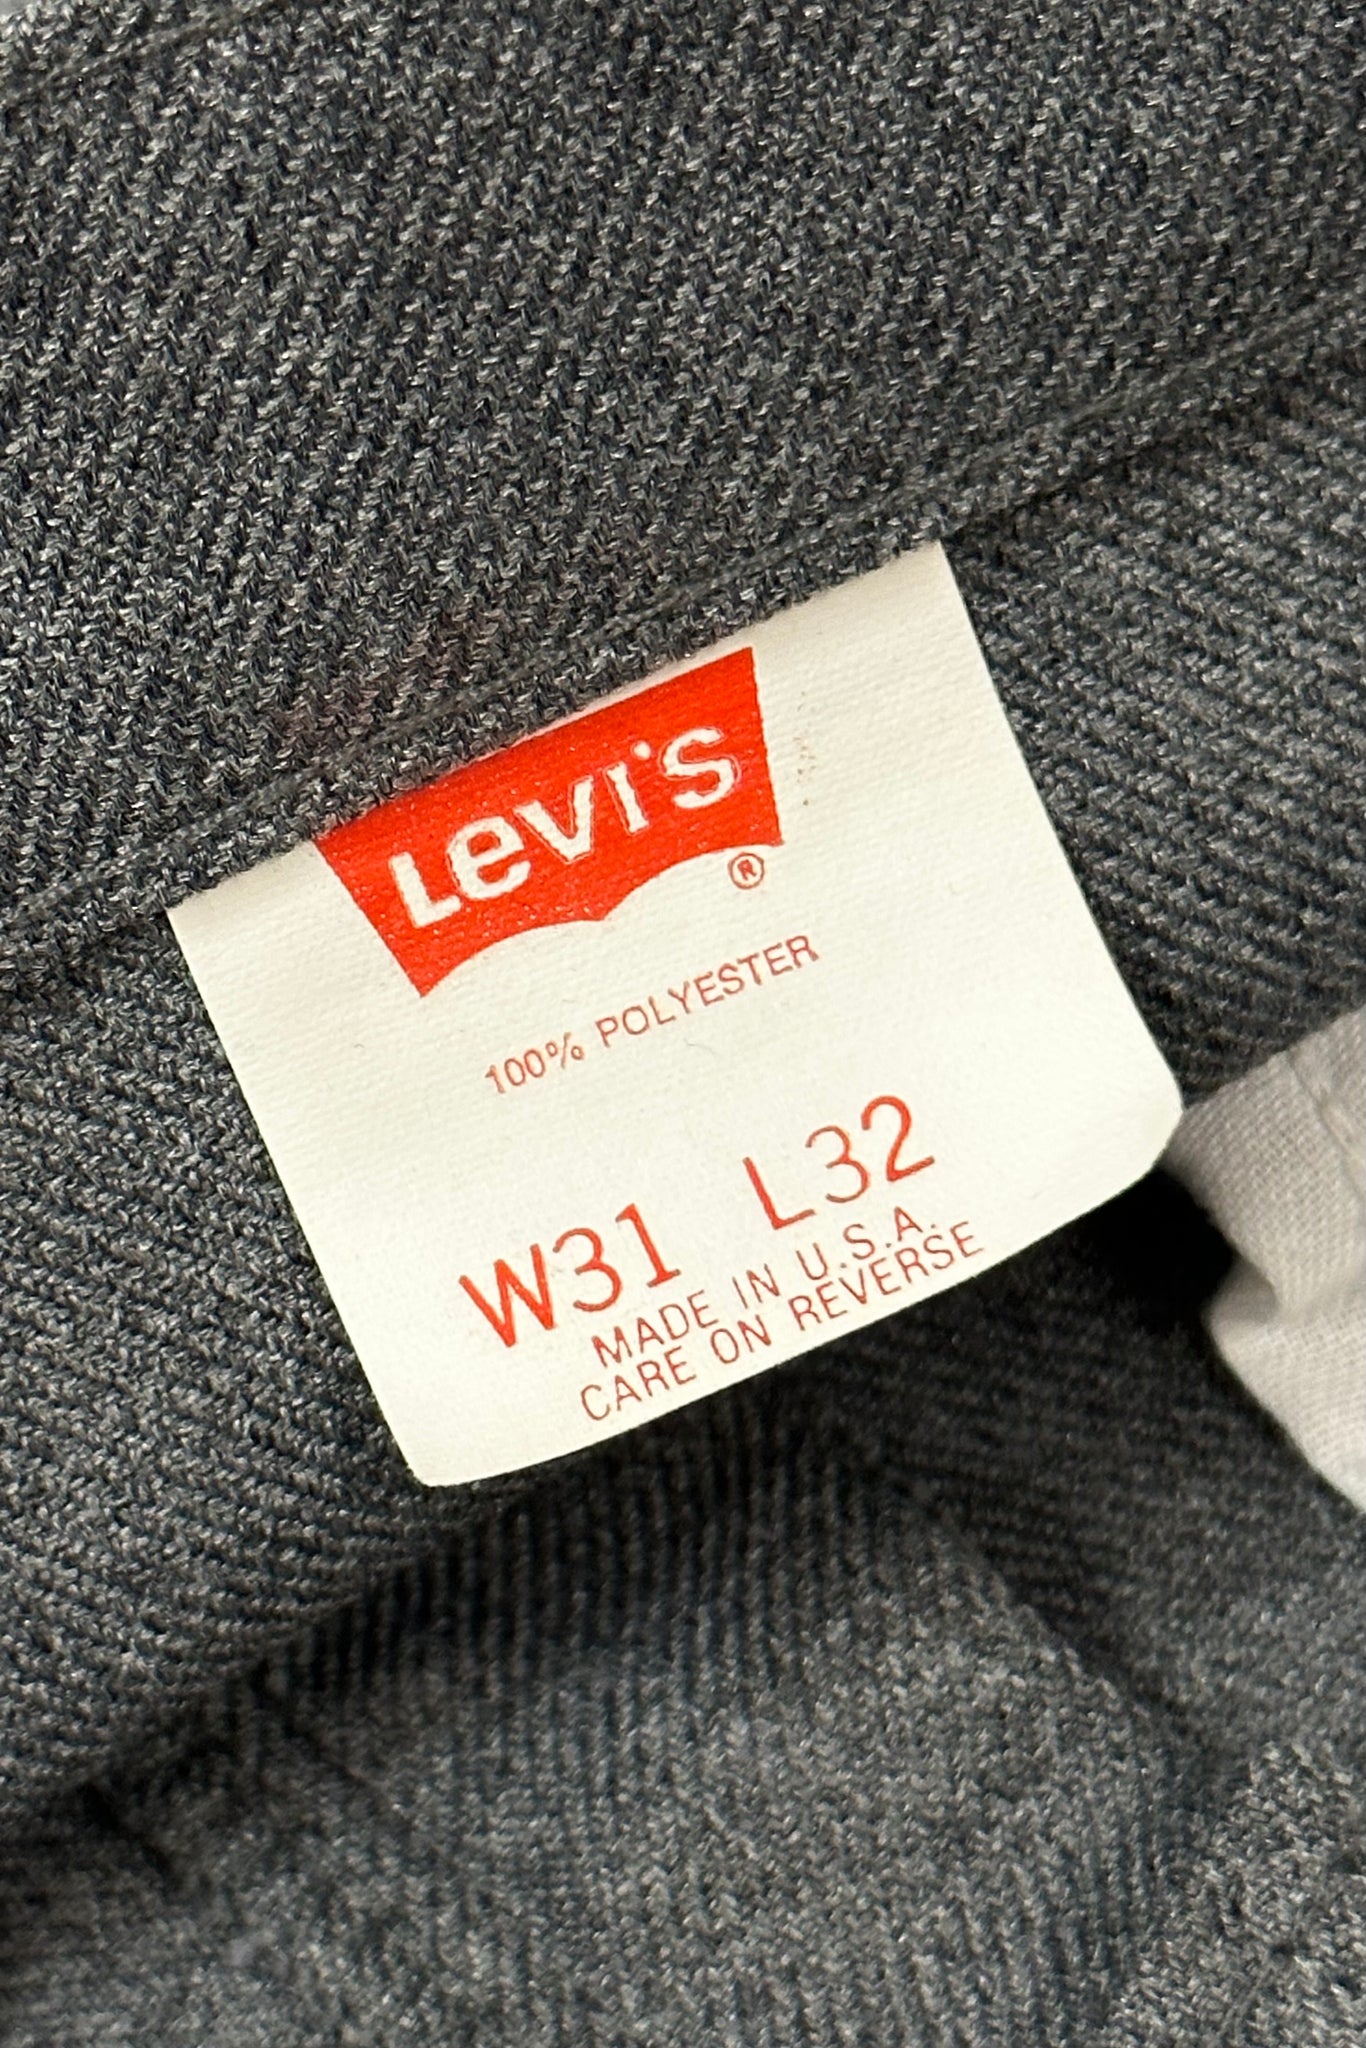 Levi's
®
100% POLYESTER
W31 L32
MADE IN U.S.A.
CARE ON REVERSE